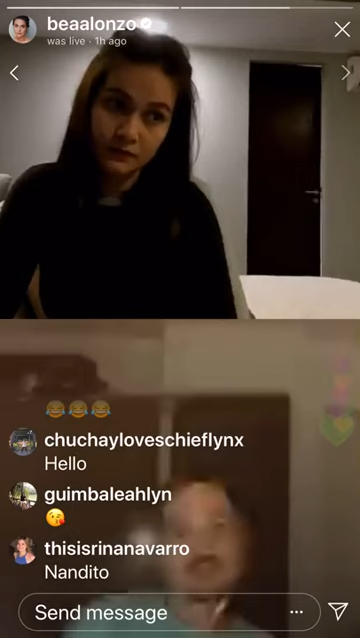 beaalonzo
was live · 1h ago
chuchayloveschieflynx
Hello
guimbaleahlyn
thisisrinanavarro
Nandito
Send message